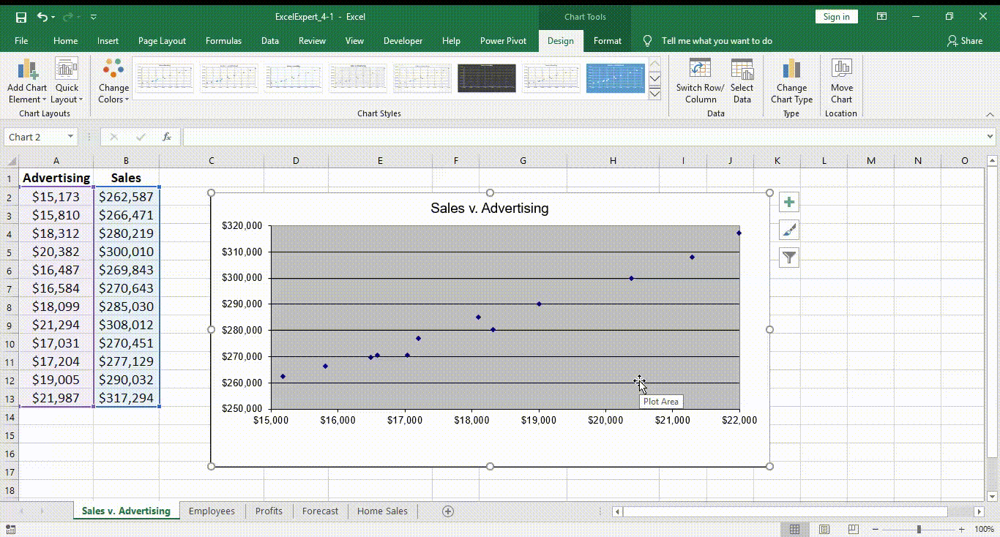 ExcelExpert_4-1 - Excel
Chart Tools
Sign in
File Home Insert Page Layout Formulas Data Review View Developer Help Power Pivot Design Format Tell me what you want to do Share
Add Chart Element
Quick Layout
Change Colors
Switch Row/ Column
Select Data
Change Chart Type
Move Chart
Chart Layouts Chart Styles Data Type Location
Chart 2 fx
A B C D E F G H I J K L M N O
1 Advertising Sales
2 $15,173 $262,587
3 $15,810 $266,471
4 $18,312 $280,219
5 $20,382 $300,010
6 $16,487 $269,843
7 $16,584 $270,643
8 $18,099 $285,030
9 $21,294 $308,012
10 $17,031 $270,451
11 $17,204 $277,129
12 $19,005 $290,032
13 $21,987 $317,294
14
15
16
17
18
Sales v. Advertising
$320,000
$310,000
$300,000
$290,000
$280,000
$270,000
$260,000
$250,000
$15,000 $16,000 $17,000 $18,000 $19,000 $20,000 $21,000 $22,000
Plot Area
Sales v. Advertising Employees Profits Forecast Home Sales
100%